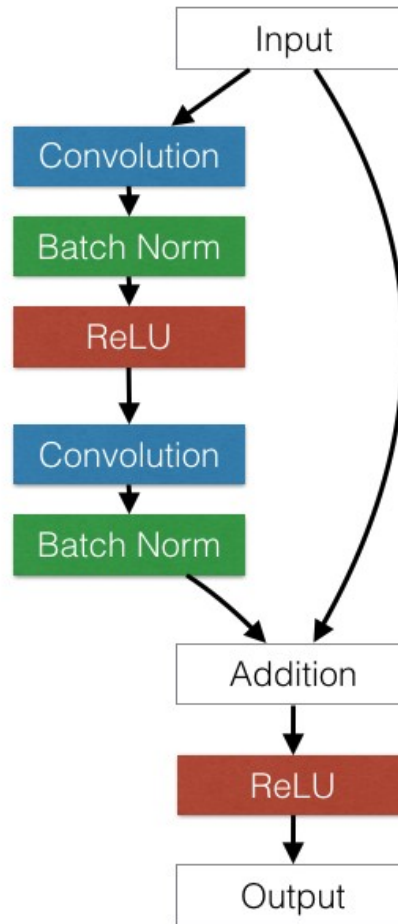 Input
Convolution
Batch Norm
ReLU
Convolution
Batch Norm
Addition
ReLU
Output